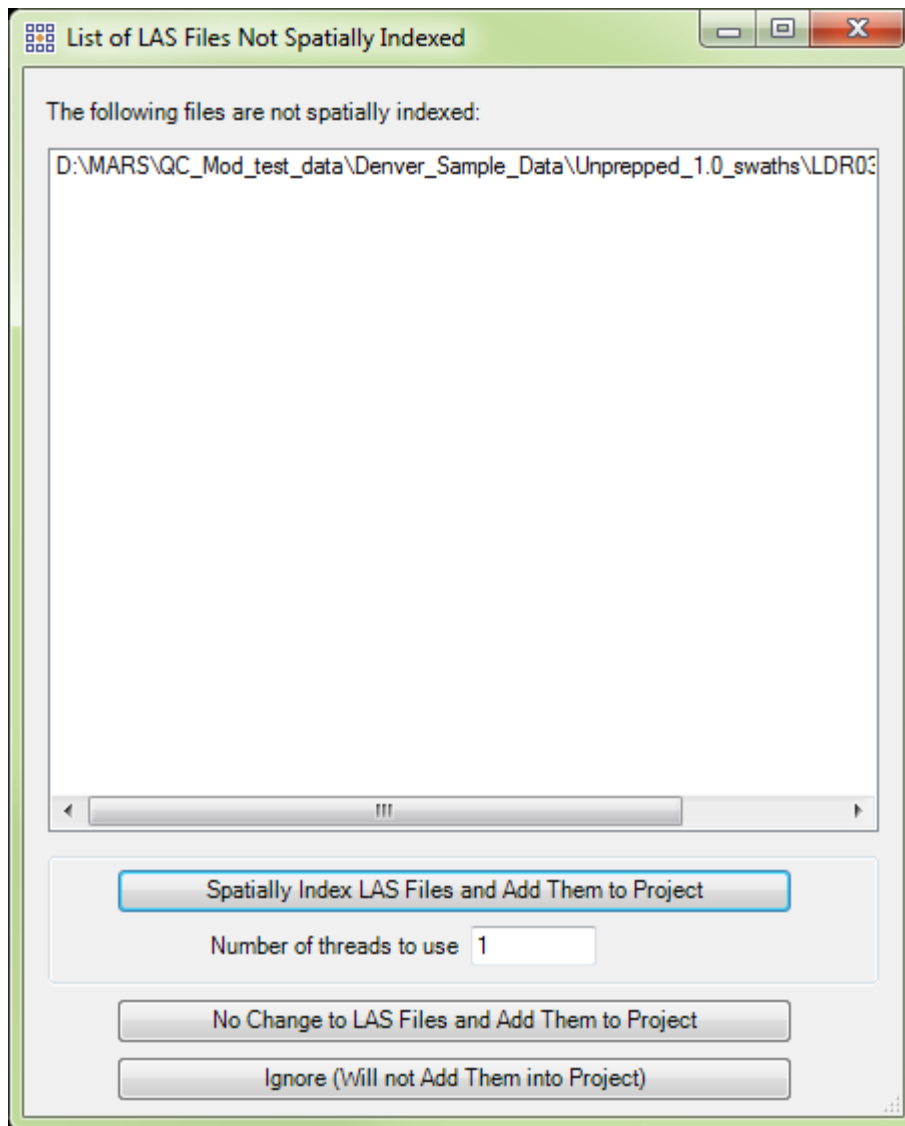 List of LAS Files Not Spatially Indexed
The following files are not spatially indexed:
D:\MARS\QC_Mod_test_data\Denver_Sample_Data\Unprepped_1.0_swaths\LDR03
Spatially Index LAS Files and Add Them to Project
Number of threads to use 1
No Change to LAS Files and Add Them to Project
Ignore (Will not Add Them into Project)